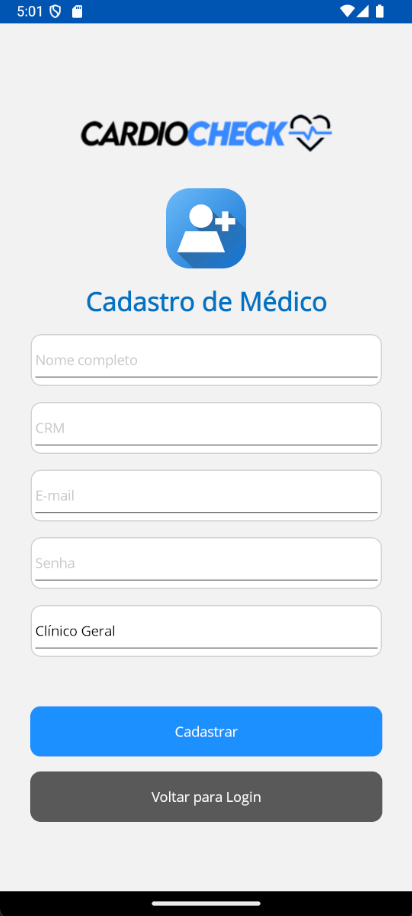 5:01
CARDIOCHECK
Cadastro de Médico
Nome completo
CRM
E-mail
Senha
Clínico Geral
Cadastrar
Voltar para Login